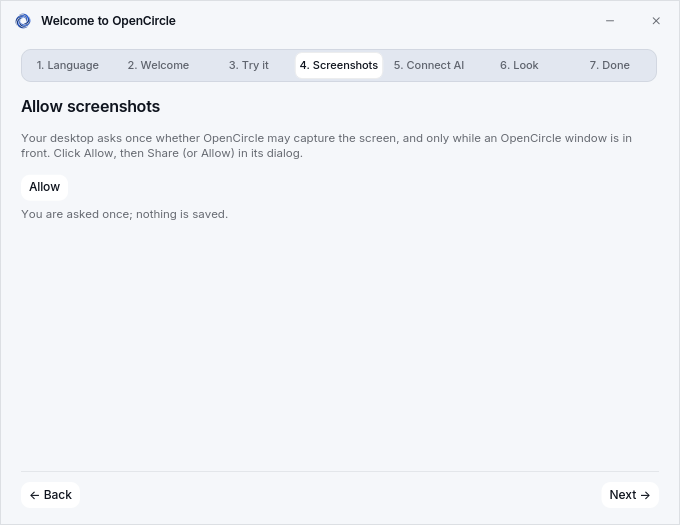 Welcome to OpenCircle
1. Language
2. Welcome
3. Try it
4. Screenshots
5. Connect AI
6. Look
7. Done
Allow screenshots
Your desktop asks once whether OpenCircle may capture the screen, and only while an OpenCircle window is in
front. Click Allow, then Share (or Allow) in its dialog.
Allow
You are asked once; nothing is saved.
← Back
Next →